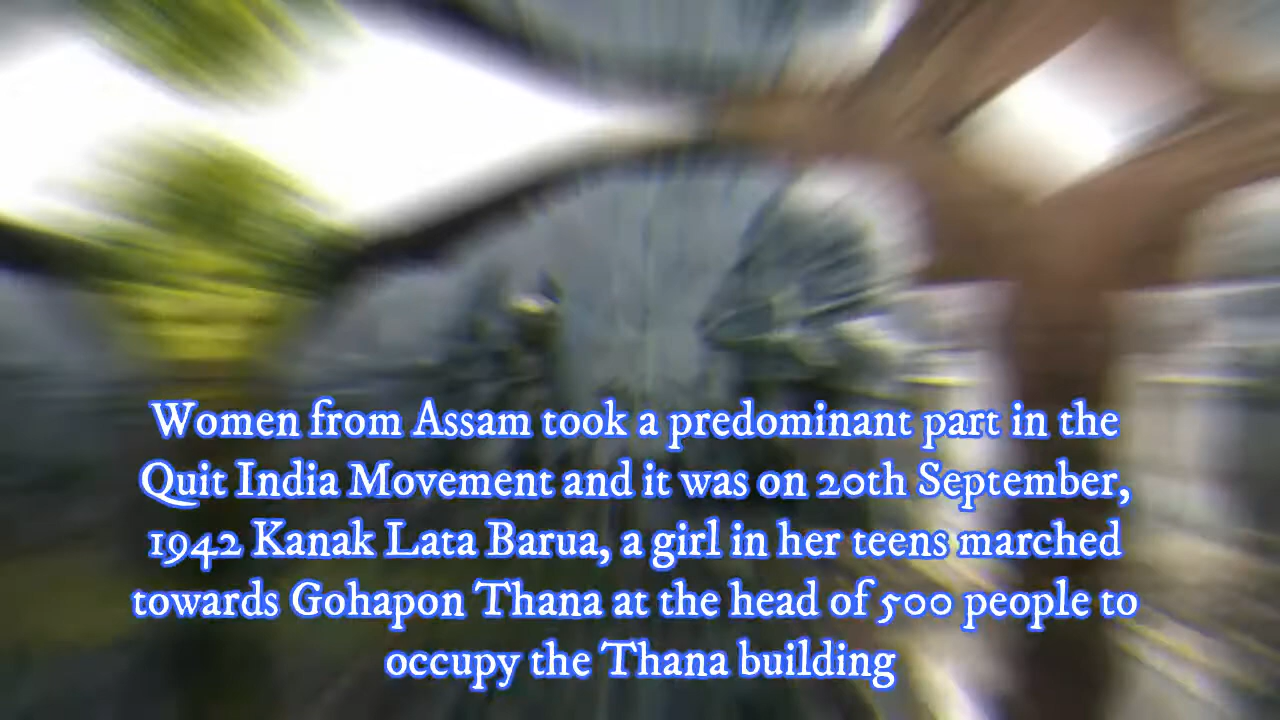 Women from Assam took a predominant part in the
Quit India Movement and it was on 20th September,
1942 Kanak Lata Barua, a girl in her teens marched
towards Gohapon Thana at the head of 500 people to
occupy the Thana building